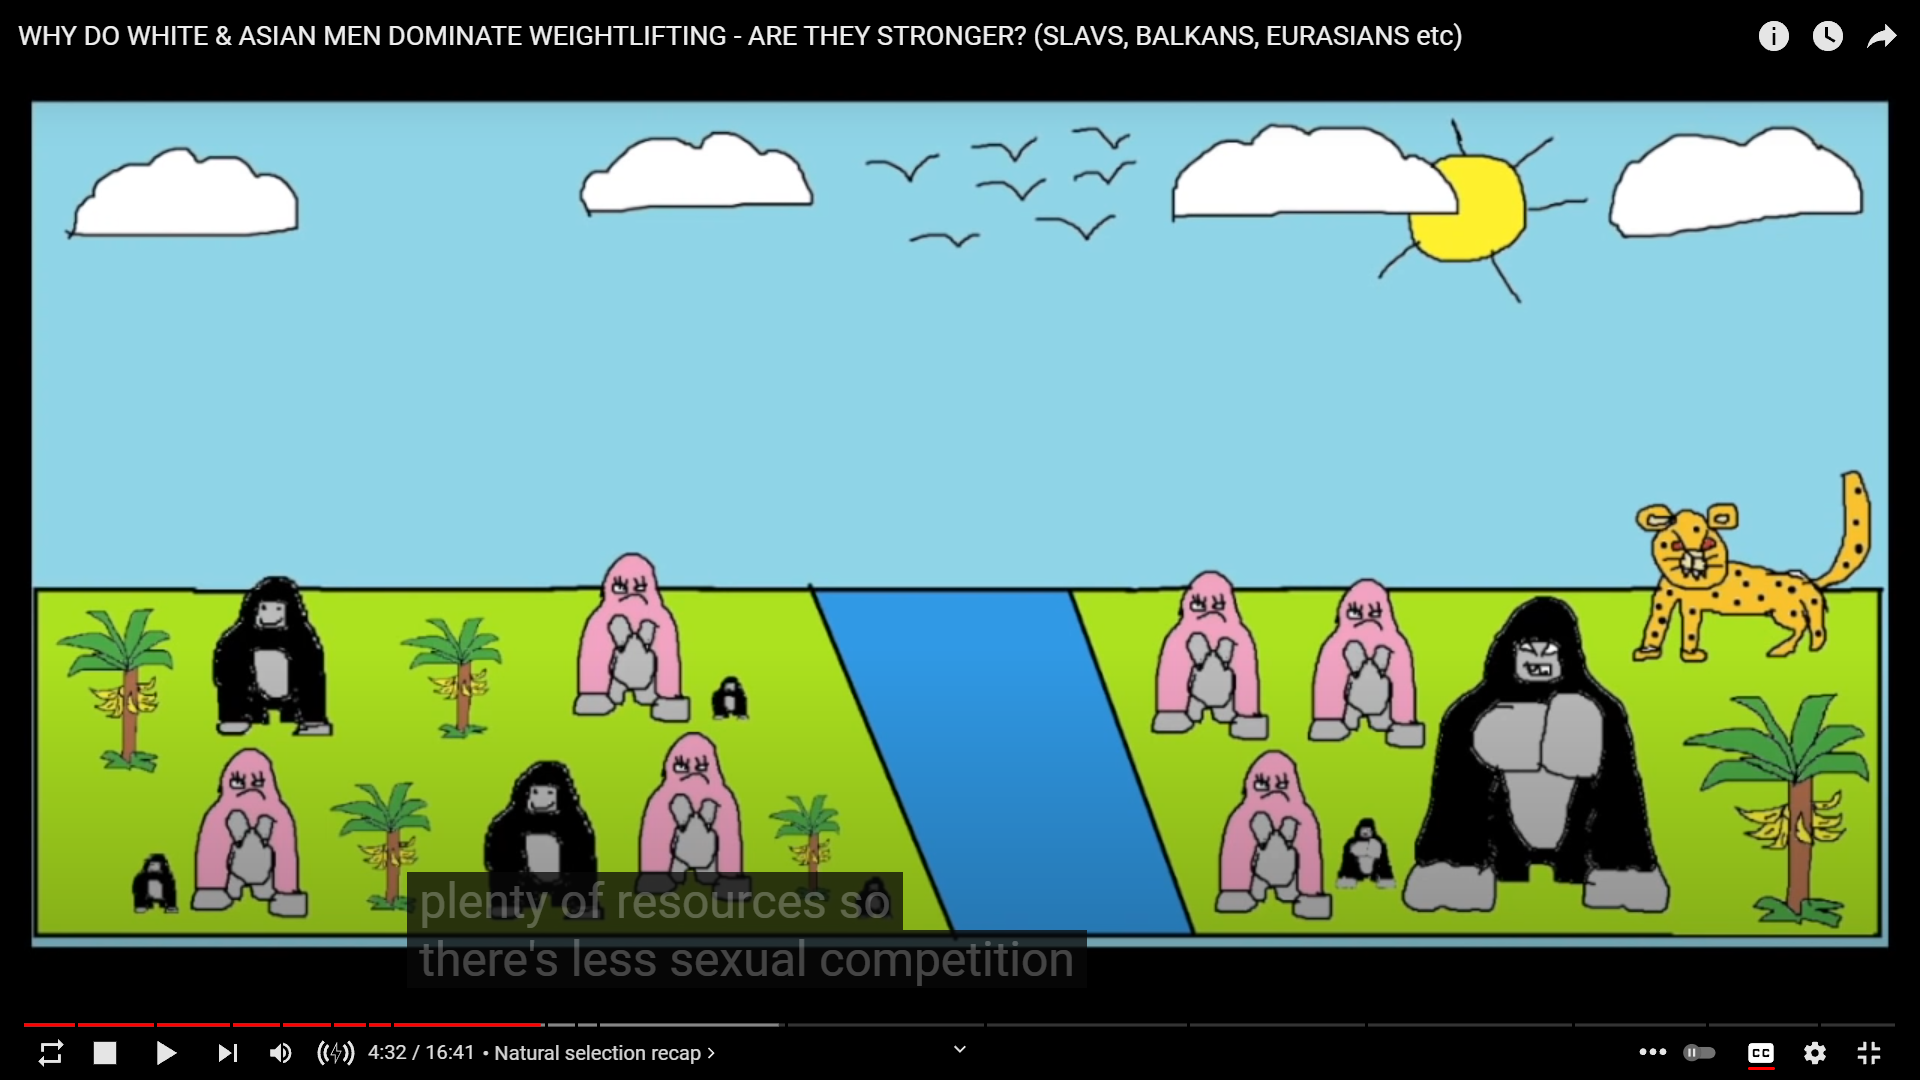 WHY DO WHITE & ASIAN MEN DOMINATE WEIGHTLIFTING - ARE THEY STRONGER? (SLAVS, BALKANS, EURASIANS etc)
plenty of resources so
there's less sexual competition
4:32 / 16:41 • Natural selection recap ›
CC